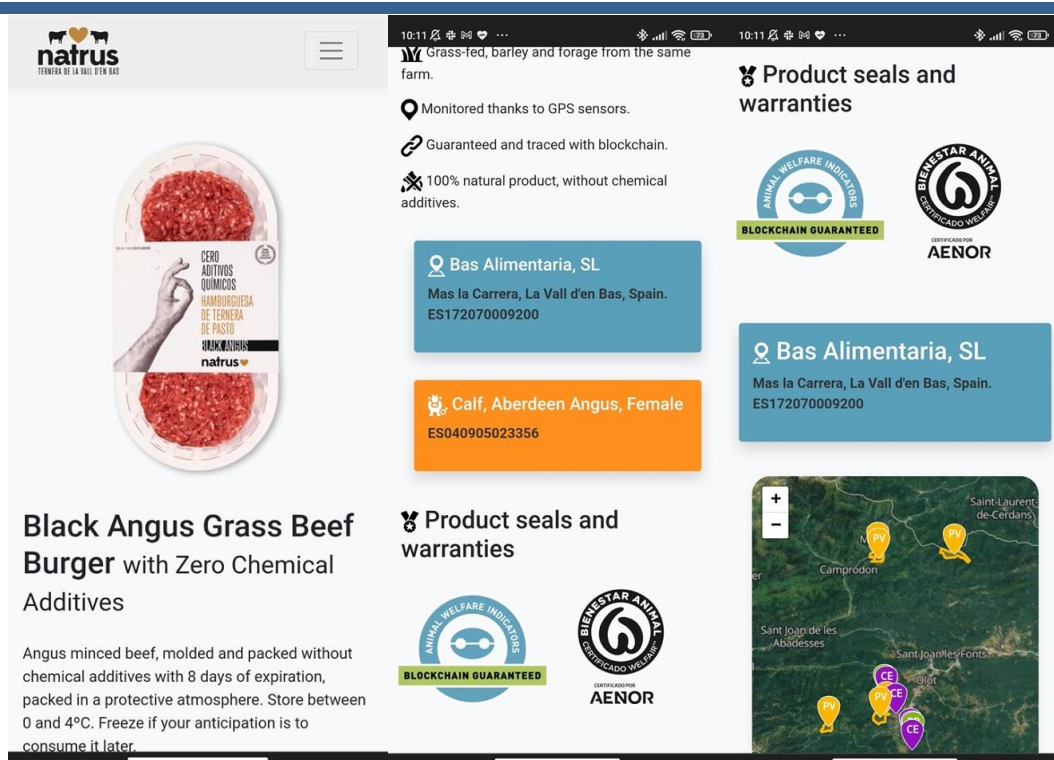 natrus
TERNERA DE LA VALL D'EN BAS
CERO
ADITIVOS
QUÍMICOS
HAMBURGUESA
DE TERNERA
DE PASTO
BLACK ANGUS
natrus
Black Angus Grass Beef
Burger with Zero Chemical
Additives
Angus minced beef, molded and packed without
chemical additives with 8 days of expiration,
packed in a protective atmosphere. Store between
0 and 4ºC. Freeze if your anticipation is to
consume it later.
10:11
73
Grass-fed, barley and forage from the same
farm.
Monitored thanks to GPS sensors.
Guaranteed and traced with blockchain.
100% natural product, without chemical
additives.
Bas Alimentaria, SL
Mas la Carrera, La Vall d'en Bas, Spain.
ES172070009200
Calf, Aberdeen Angus, Female
ES040905023356
Product seals and
warranties
ANIMAL WELFARE INDICATORS
BLOCKCHAIN GUARANTEED
BIENESTAR ANIMAL
CERTIFICADO WELFAIR™
CERTIFICADO POR
AENOR
10:11
73
Product seals and
warranties
ANIMAL WELFARE INDICATORS
BLOCKCHAIN GUARANTEED
BIENESTAR ANIMAL
CERTIFICADO WELFAIR™
CERTIFICADO POR
AENOR
Bas Alimentaria, SL
Mas la Carrera, La Vall d'en Bas, Spain.
ES172070009200
+
−
Saint-Laurent-
de-Cerdans
PV
PV
Camprodon
Sant Joan de les
Abadesses
Sant Joan les Fonts
CE
Olot
CE
PV
PV
CE